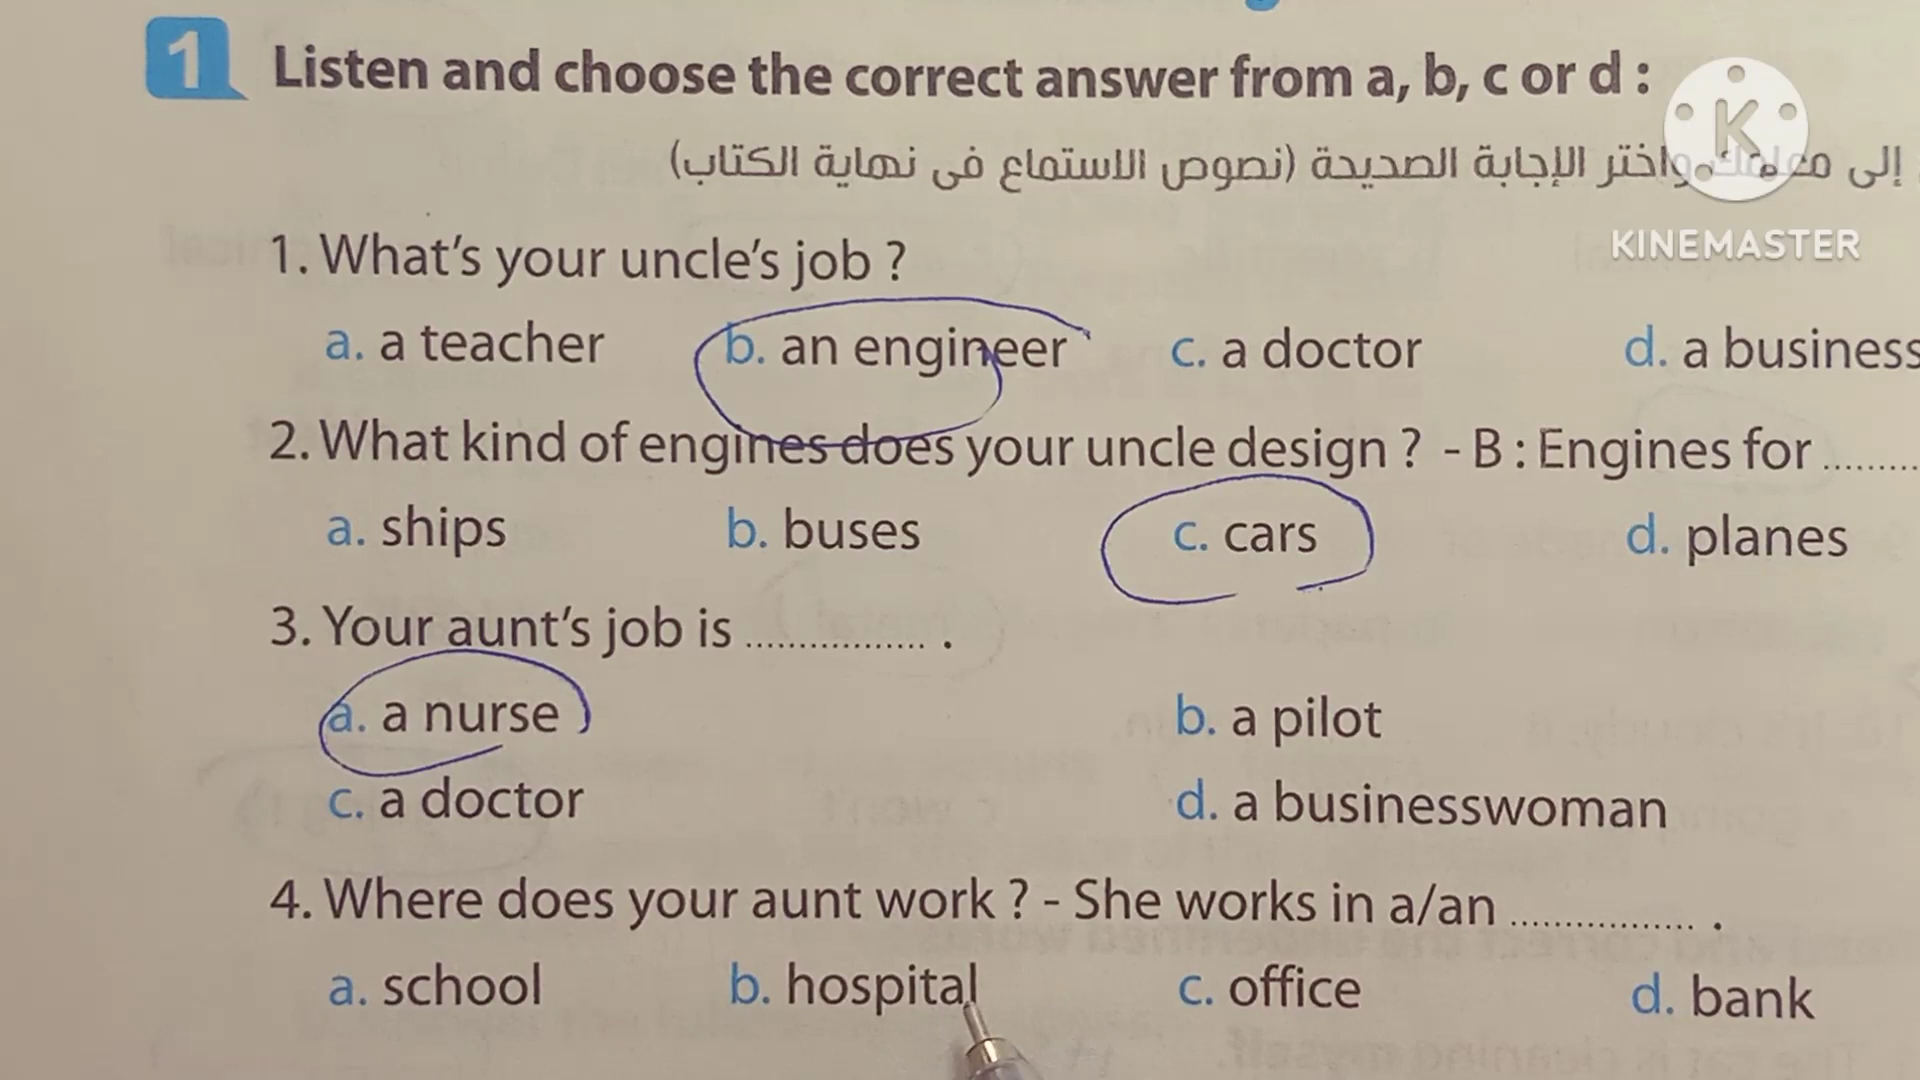 1 Listen and choose the correct answer from a, b, c or d :
إلى معلمك واختر الإجابة الصحيحة (نصوص الاستماع فى نهاية الكتاب)
K
KINEMASTER
1. What's your uncle's job ?
a. a teacher b. an engineer c. a doctor d. a business
2. What kind of engines does your uncle design ? - B : Engines for .........
a. ships b. buses c. cars d. planes
3. Your aunt's job is ................. .
a. a nurse b. a pilot
c. a doctor d. a businesswoman
4. Where does your aunt work ? - She works in a/an ................. .
a. school b. hospital c. office d. bank